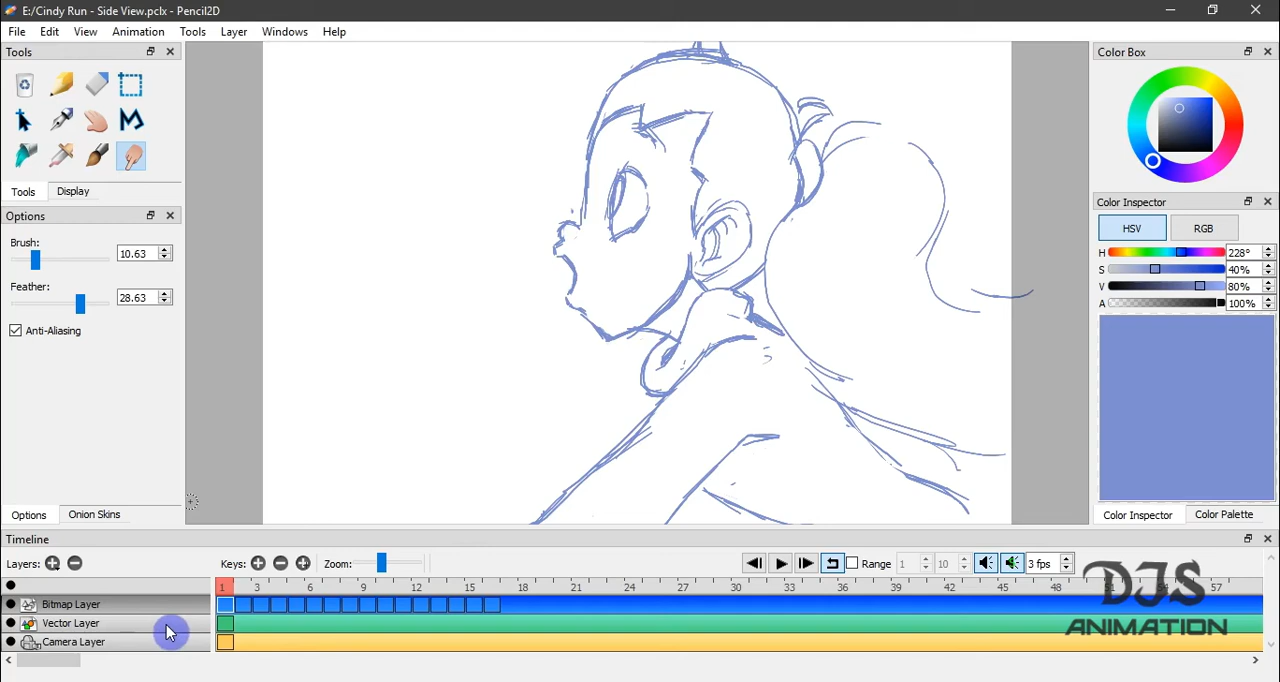 E:/Cindy Run - Side View.pclx - Pencil2D
File Edit View Animation Tools Layer Windows Help
Tools
Tools Display
Options
Brush:
10.63
Feather:
28.63
Anti-Aliasing
Options Onion Skins
Color Box
Color Inspector
HSV RGB
H 228°
S 40%
V 80%
A 100%
Color Inspector Color Palette
Timeline
Layers: Keys: Zoom: Range 1 10 3 fps
1 3 6 9 12 15 18 21 24 27 30 33 36 39 42 45 48 51 54 57
Bitmap Layer
Vector Layer
Camera Layer
DJS
ANIMATION